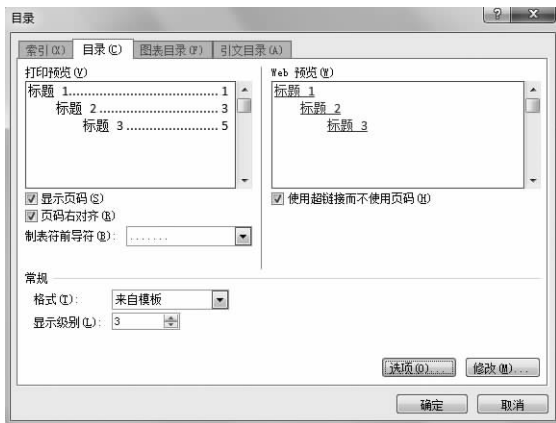 目录
索引(X) 目录(C) 图表目录(F) 引文目录(A)
打印预览(V)
标题 1.....................................1
标题 2..............................3
标题 3.......................5
Web 预览(W)
标题 1
标题 2
标题 3
显示页码(S)
页码右对齐(R)
制表符前导符(B): .......
使用超链接而不使用页码(H)
常规
格式(T): 来自模板
显示级别(L): 3
选项(O)... 修改(M)...
确定 取消